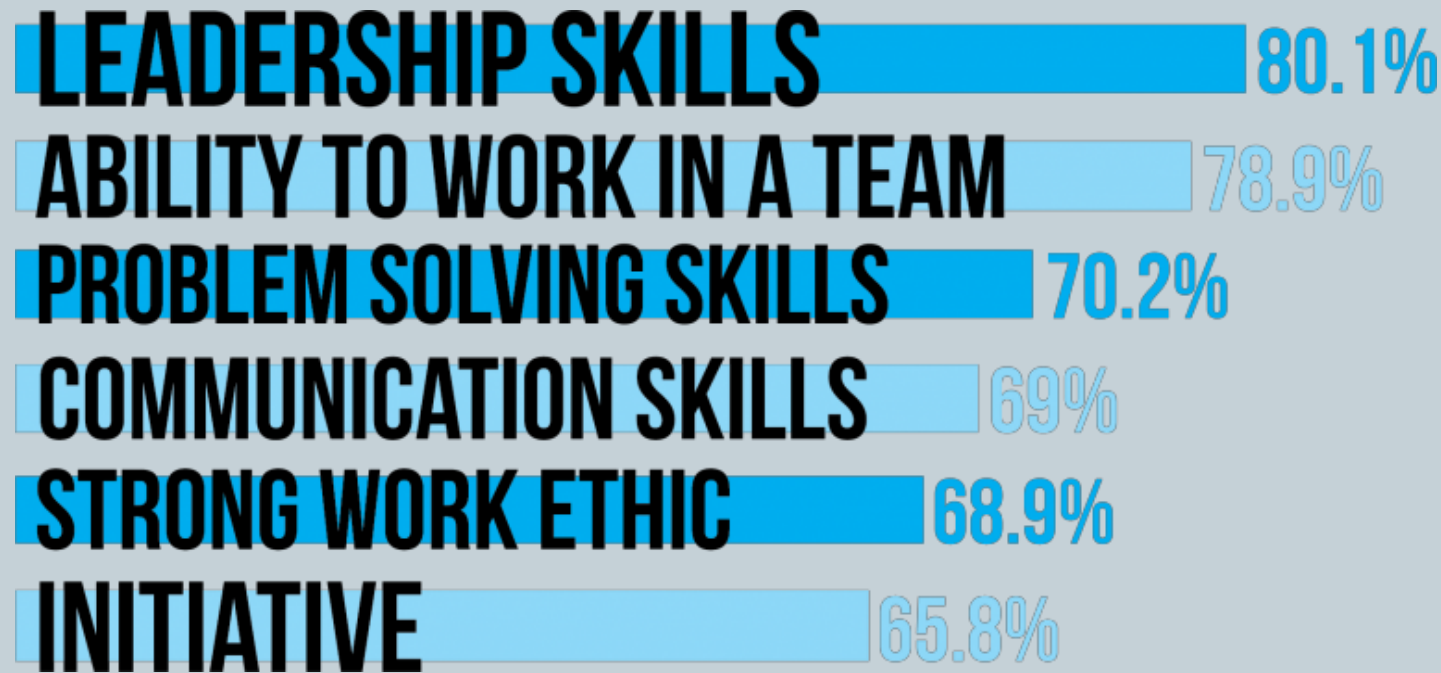 LEADERSHIP SKILLS 80.1%
ABILITY TO WORK IN A TEAM 78.9%
PROBLEM SOLVING SKILLS 70.2%
COMMUNICATION SKILLS 69%
STRONG WORK ETHIC 68.9%
INITIATIVE 65.8%